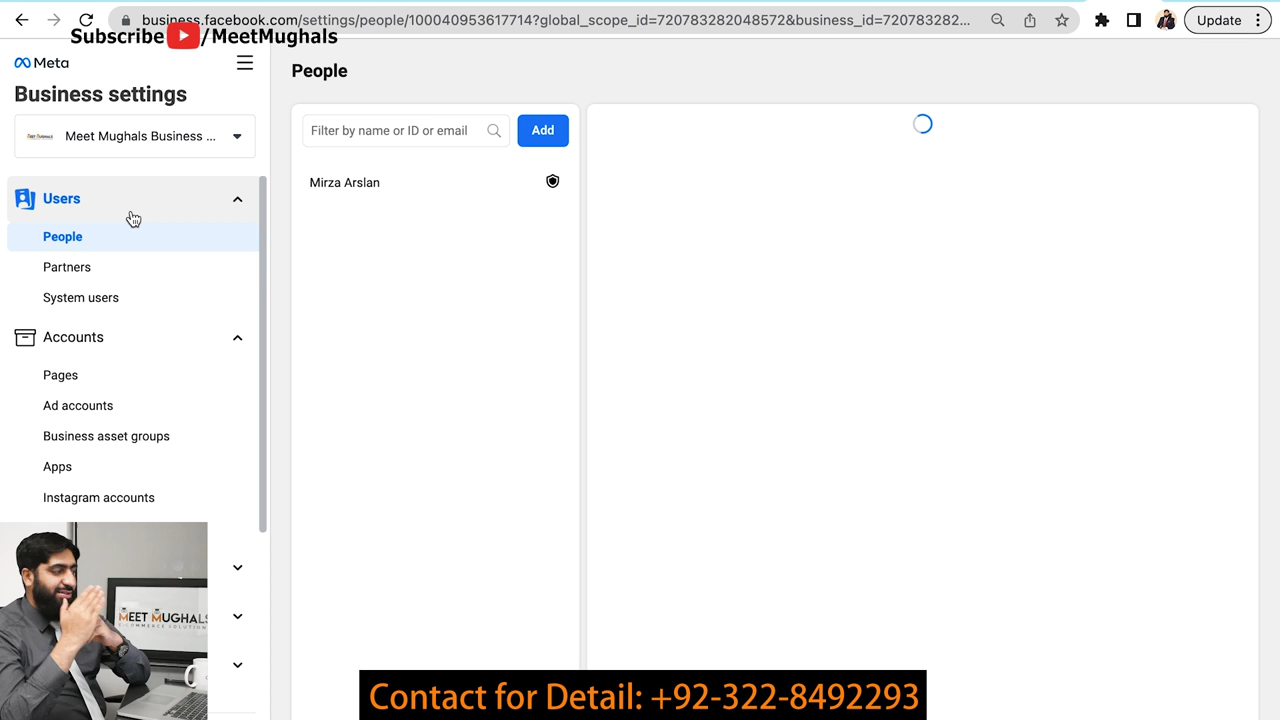 business.facebook.com/settings/people/100040953617714?global_scope_id=720783282048572&business_id=720783282...
Update
Subscribe /MeetMughals
Meta
Business settings
Meet Mughals Business ...
Users
People
Partners
System users
Accounts
Pages
Ad accounts
Business asset groups
Apps
Instagram accounts
People
Filter by name or ID or email
Add
Mirza Arslan
MEET MUGHALS
E-COMMERCE SOLUTION
Contact for Detail: +92-322-8492293